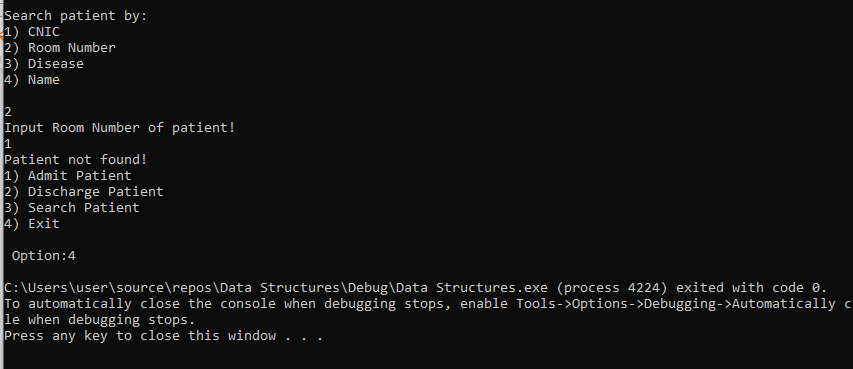 Search patient by:
1) CNIC
2) Room Number
3) Disease
4) Name
2
Input Room Number of patient!
1
Patient not found!
1) Admit Patient
2) Discharge Patient
3) Search Patient
4) Exit
Option:4
C:\Users\user\source\repos\Data Structures\Debug\Data Structures.exe (process 4224) exited with code 0.
To automatically close the console when debugging stops, enable Tools->Options->Debugging->Automatically c
le when debugging stops.
Press any key to close this window . . .